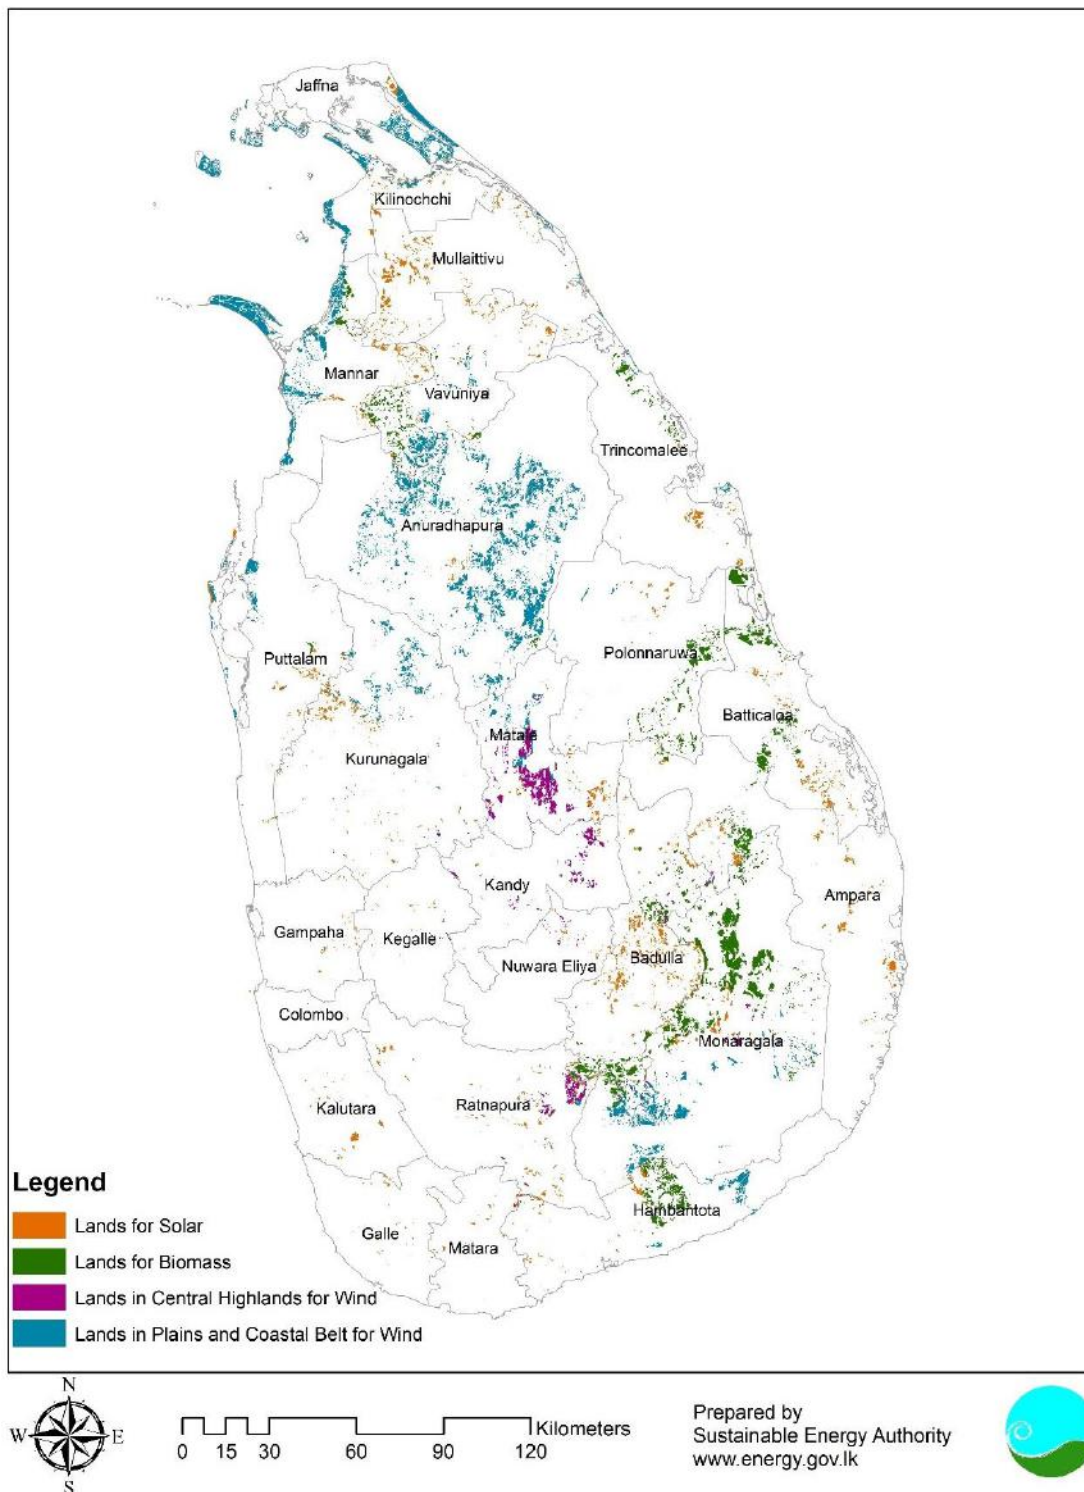 Jaffna
Kilinochchi
Mullaittivu
Mannar
Vavuniya
Trincomalee
Anuradhapura
Puttalam
Polonnaruwa
Batticaloa
Matale
Kurunagala
Kandy
Ampara
Gampaha
Kegalle
Nuwara Eliya
Badulla
Colombo
Monaragala
Kalutara
Ratnapura
Hambantota
Galle
Matara
Legend
Lands for Solar
Lands for Biomass
Lands in Central Highlands for Wind
Lands in Plains and Coastal Belt for Wind
N
W E
S
Kilometers
0 15 30 60 90 120
Prepared by
Sustainable Energy Authority
www.energy.gov.lk